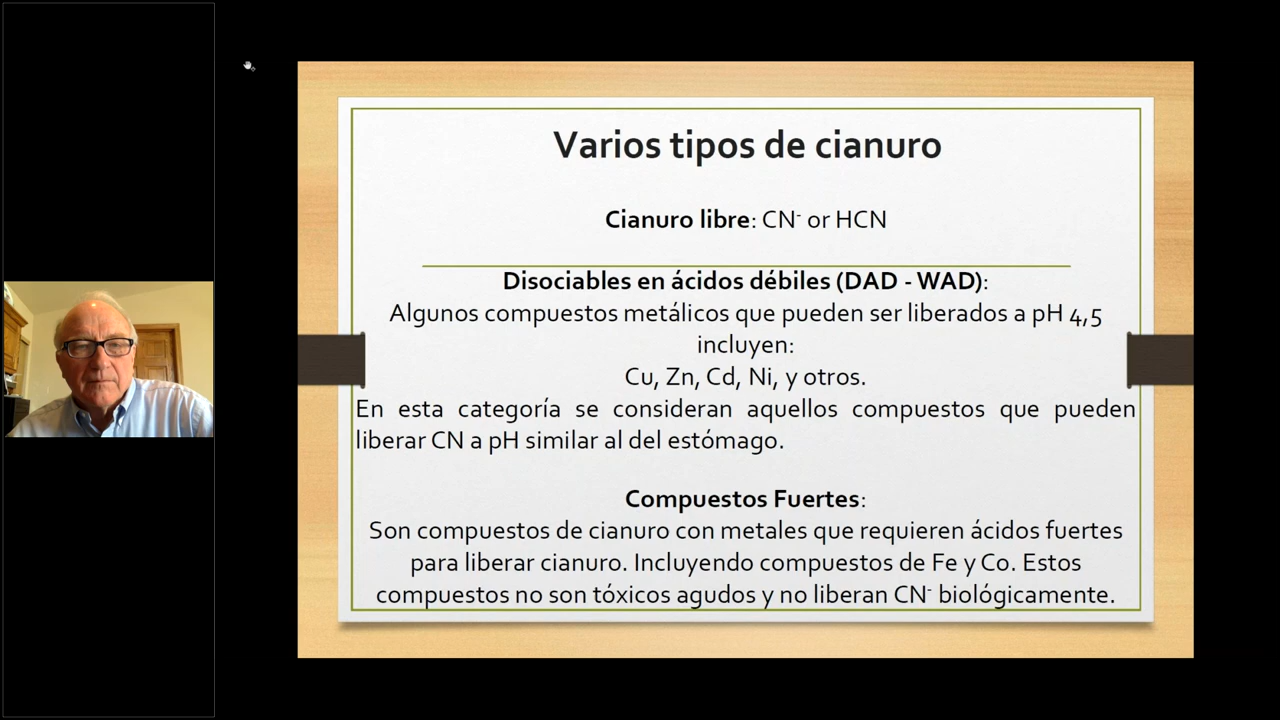 Varios tipos de cianuro
Cianuro libre: CN⁻ or HCN
Disociables en ácidos débiles (DAD - WAD):
Algunos compuestos metálicos que pueden ser liberados a pH 4,5
incluyen:
Cu, Zn, Cd, Ni, y otros.
En esta categoría se consideran aquellos compuestos que pueden
liberar CN a pH similar al del estómago.
Compuestos Fuertes:
Son compuestos de cianuro con metales que requieren ácidos fuertes
para liberar cianuro. Incluyendo compuestos de Fe y Co. Estos
compuestos no son tóxicos agudos y no liberan CN⁻ biológicamente.